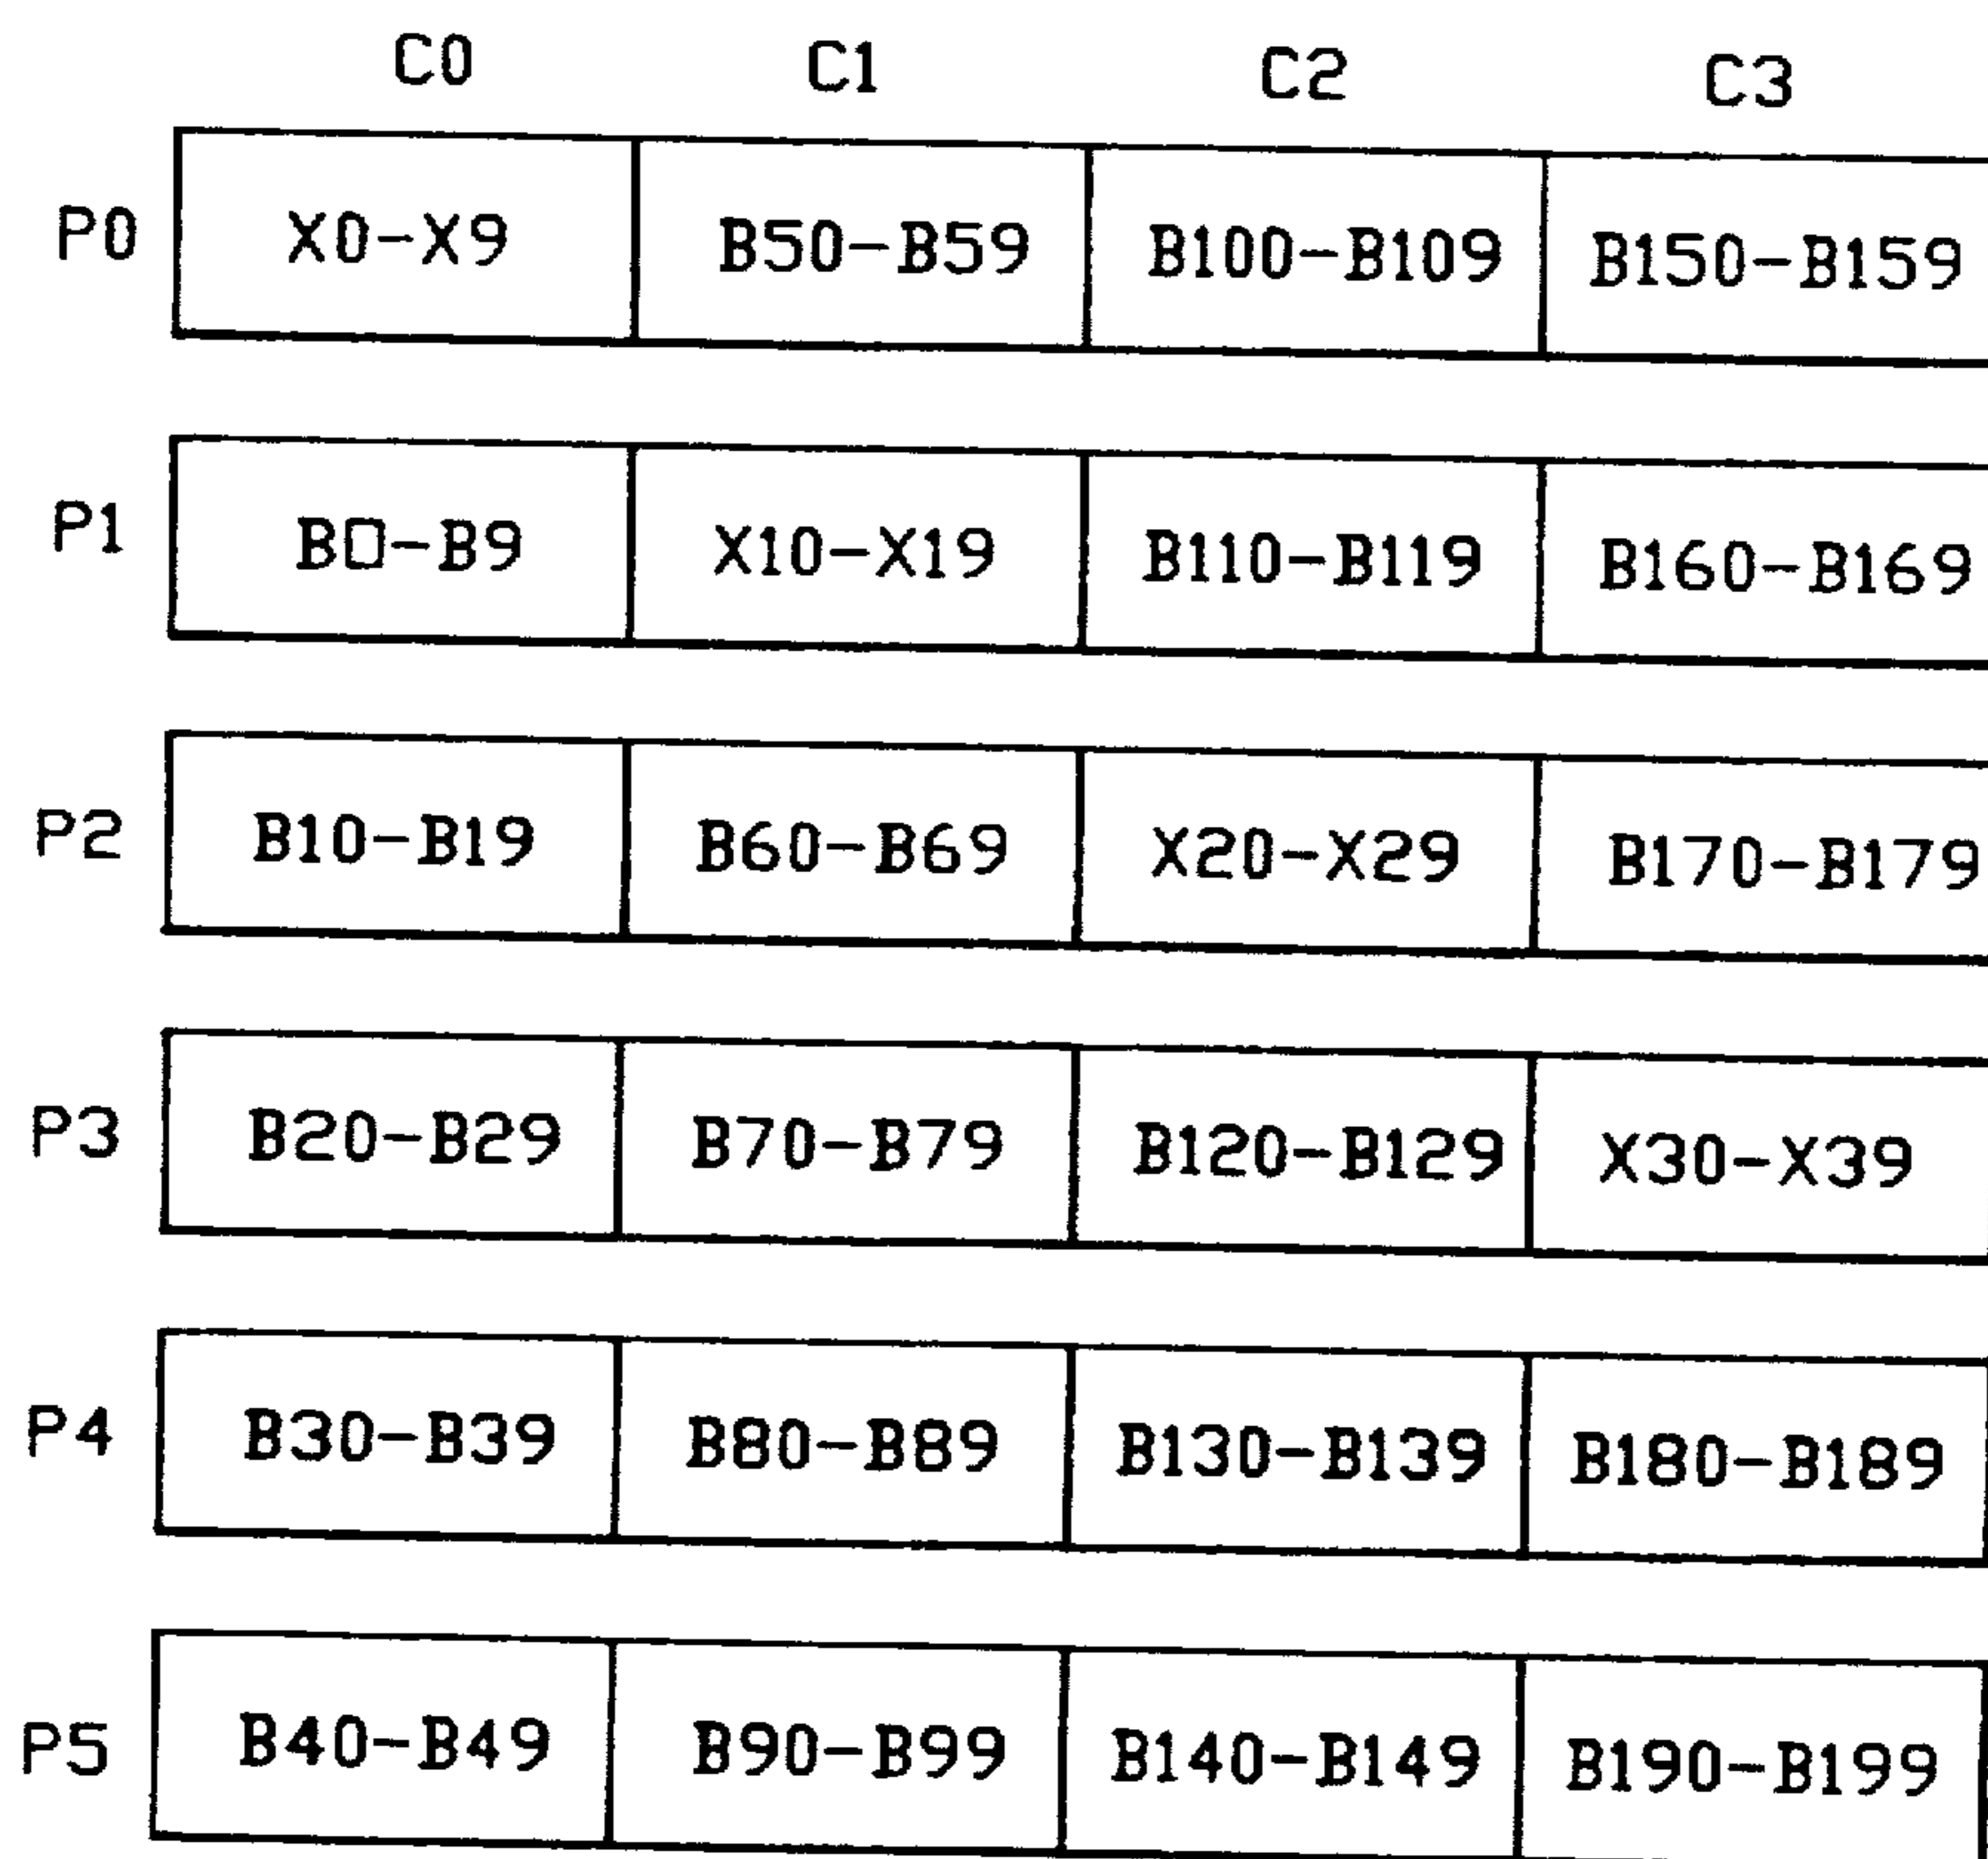 C0 C1 C2 C3
P0 X0-X9 B50-B59 B100-B109 B150-B159
P1 B0-B9 X10-X19 B110-B119 B160-B169
P2 B10-B19 B60-B69 X20-X29 B170-B179
P3 B20-B29 B70-B79 B120-B129 X30-X39
P4 B30-B39 B80-B89 B130-B139 B180-B189
P5 B40-B49 B90-B99 B140-B149 B190-B199